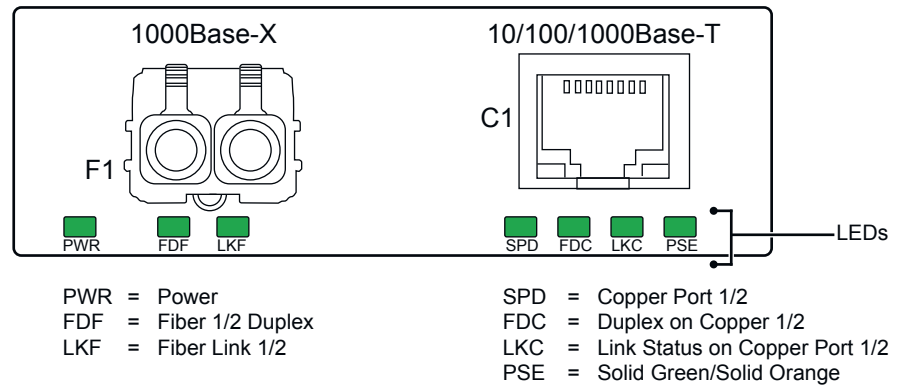 1000Base-X 10/100/1000Base-T
C1
F1
PWR FDF LKF SPD FDC LKC PSE
LEDs
PWR = Power
FDF = Fiber 1/2 Duplex
LKF = Fiber Link 1/2
SPD = Copper Port 1/2
FDC = Duplex on Copper 1/2
LKC = Link Status on Copper Port 1/2
PSE = Solid Green/Solid Orange